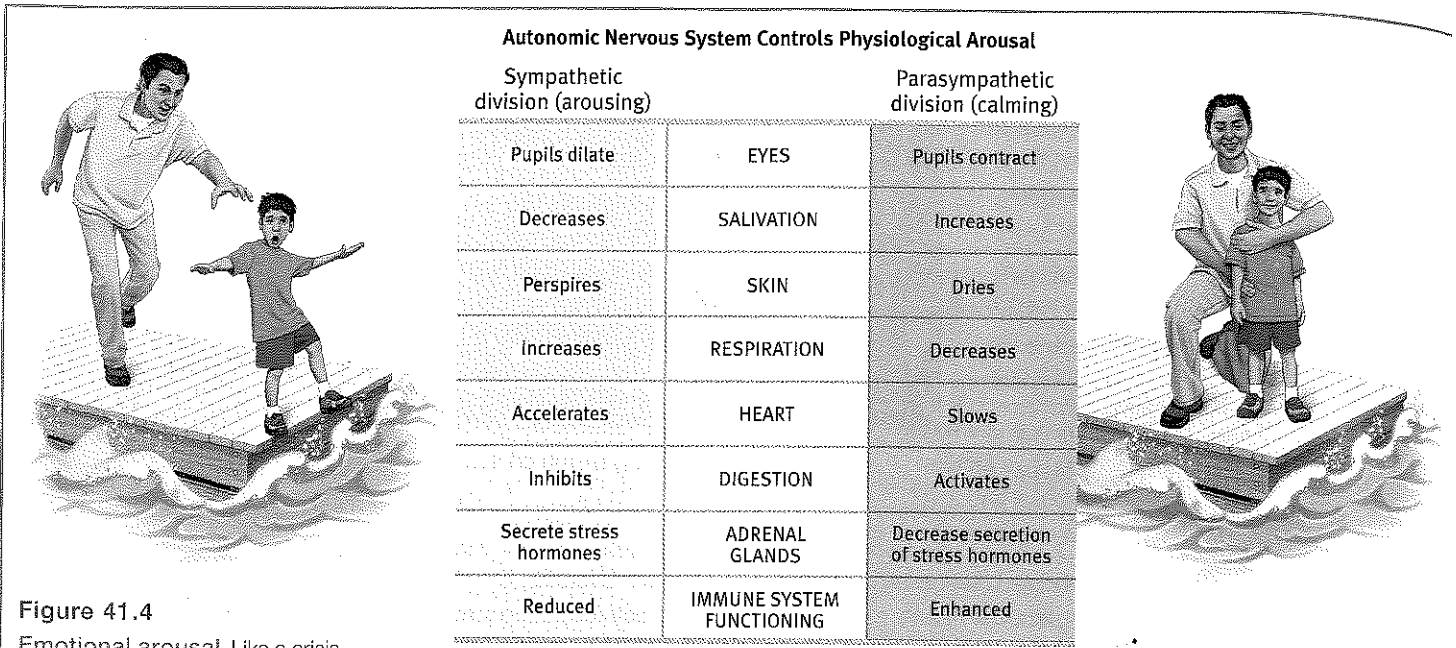 Autonomic Nervous System Controls Physiological Arousal
Sympathetic
division (arousing)
Parasympathetic
division (calming)
Pupils dilate
EYES
Pupils contract
Decreases
SALIVATION
Increases
Perspires
SKIN
Dries
Increases
RESPIRATION
Decreases
Accelerates
HEART
Slows
Inhibits
DIGESTION
Activates
Secrete stress
hormones
ADRENAL
GLANDS
Decrease secretion
of stress hormones
Reduced
IMMUNE SYSTEM
FUNCTIONING
Enhanced
Figure 41.4
Emotional arousal Like a crisis